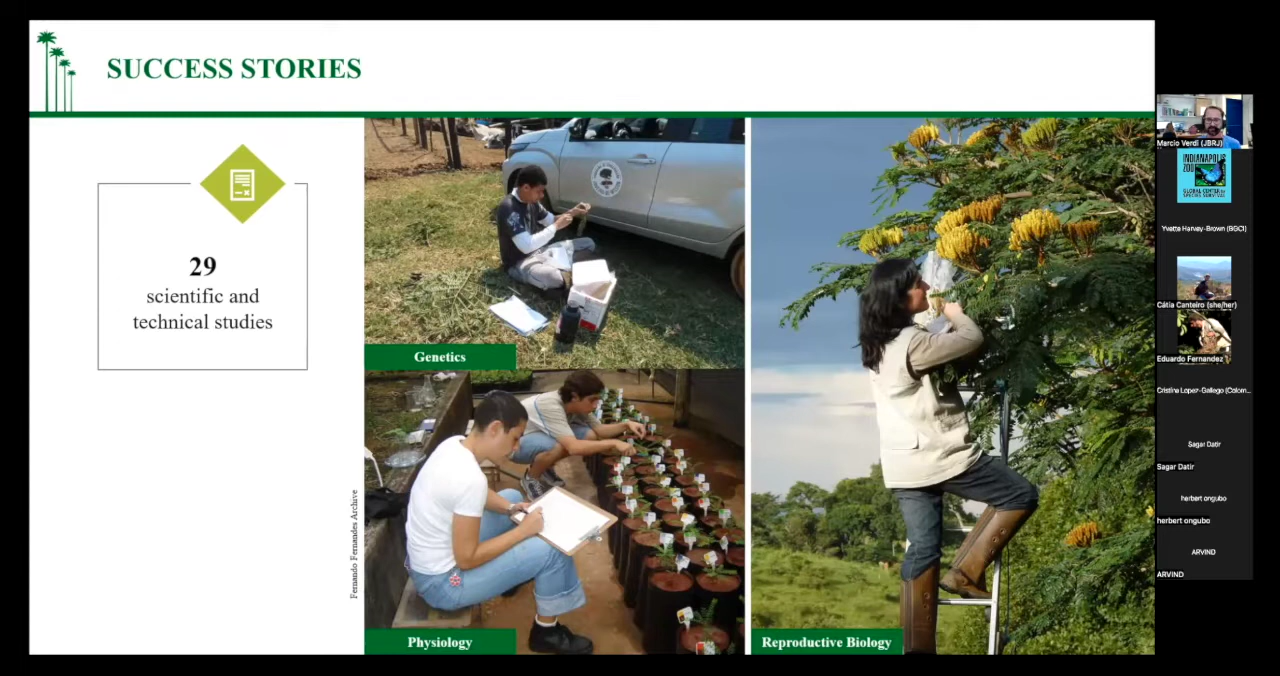 SUCCESS STORIES
29
scientific and
technical studies
Genetics
Physiology
Reproductive Biology
Fernando Fernandes Archive
Marcio Verdi (JBRJ)
INDIANAPOLIS
ZOO
GLOBAL CENTER for
SPECIES SURVIVAL
Yvette Harvey-Brown (BGCI)
Cátia Canteiro (she/her)
Eduardo Fernandez
Cristina Lopez-Gallego (Colom...
Sagar Datir
Sagar Datir
herbert ongubo
herbert ongubo
ARVIND
ARVIND